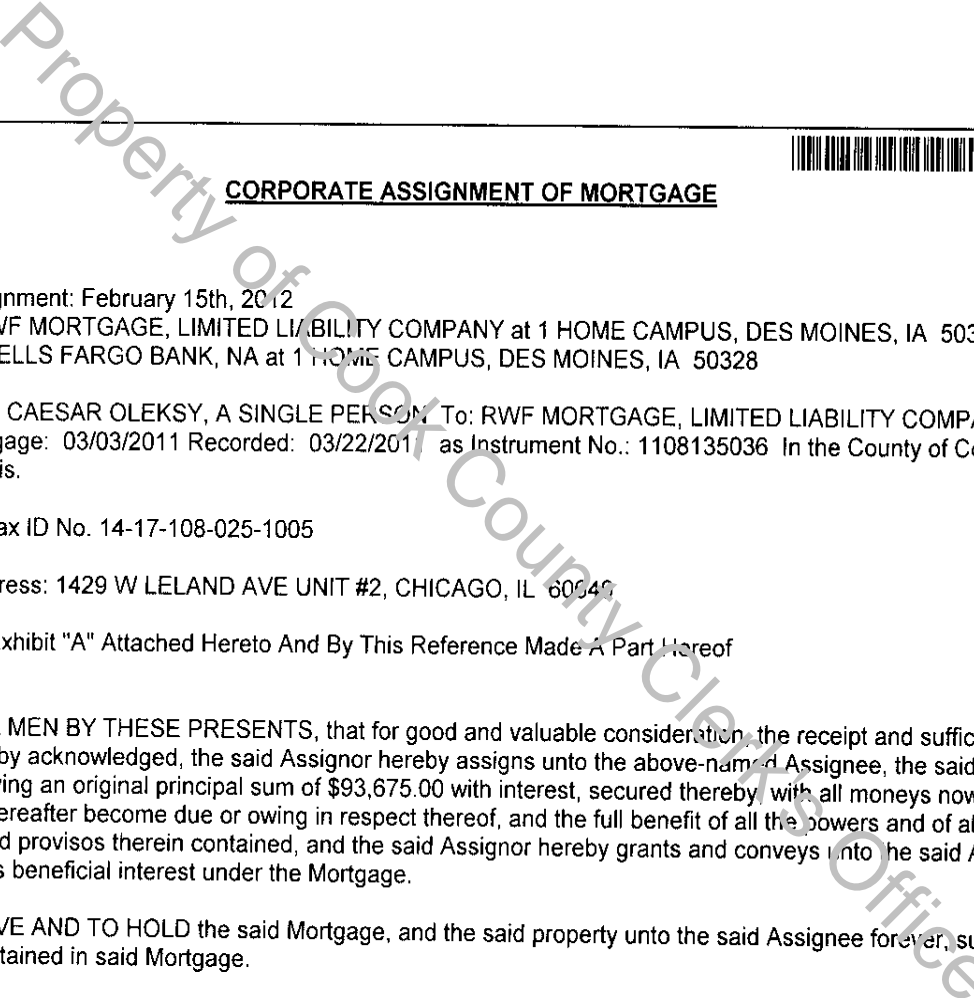 Property of Cook County Clerk's Office
CORPORATE ASSIGNMENT OF MORTGAGE
gnment: February 15th, 2012
WF MORTGAGE, LIMITED LIABILITY COMPANY at 1 HOME CAMPUS, DES MOINES, IA 503
ELLS FARGO BANK, NA at 1 HOME CAMPUS, DES MOINES, IA 50328
CAESAR OLEKSY, A SINGLE PERSON To: RWF MORTGAGE, LIMITED LIABILITY COMPA
gage: 03/03/2011 Recorded: 03/22/2011 as Instrument No.: 1108135036 In the County of Co
is.
ax ID No. 14-17-108-025-1005
ress: 1429 W LELAND AVE UNIT #2, CHICAGO, IL 60640
xhibit "A" Attached Hereto And By This Reference Made A Part Hereof
MEN BY THESE PRESENTS, that for good and valuable consideration, the receipt and suffic
by acknowledged, the said Assignor hereby assigns unto the above-named Assignee, the said
ving an original principal sum of $93,675.00 with interest, secured thereby, with all moneys now
ereafter become due or owing in respect thereof, and the full benefit of all the powers and of al
d provisos therein contained, and the said Assignor hereby grants and conveys unto the said A
s beneficial interest under the Mortgage.
VE AND TO HOLD the said Mortgage, and the said property unto the said Assignee forever, su
tained in said Mortgage.